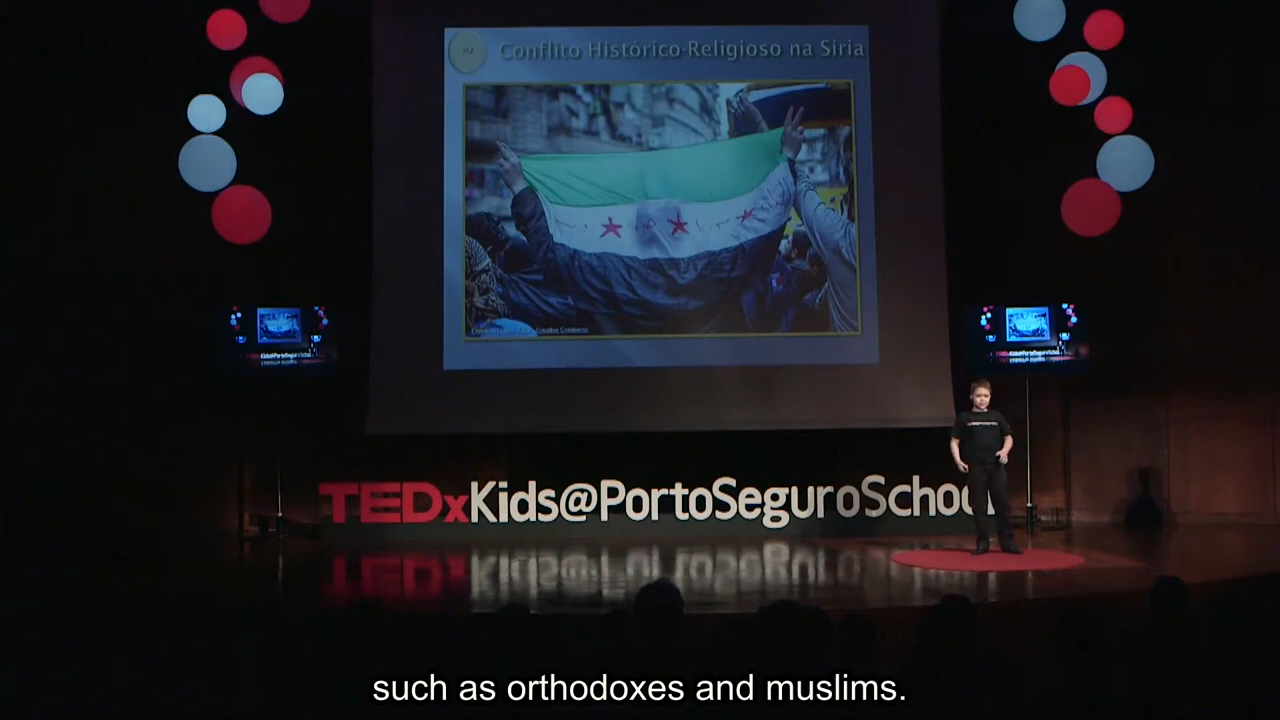 Conflito Histórico-Religioso na Síria
TEDxKids@PortoSeguroSchool
such as orthodoxes and muslims.